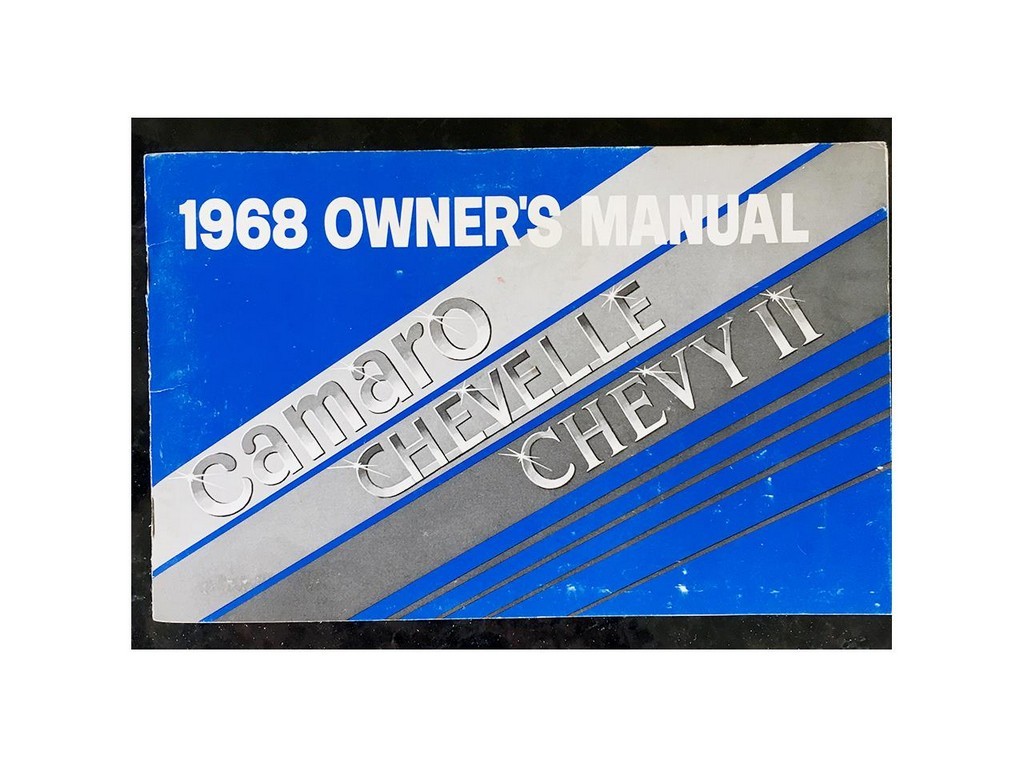 1968 OWNER'S MANUAL
camaro
CHEVELLE
CHEVY II